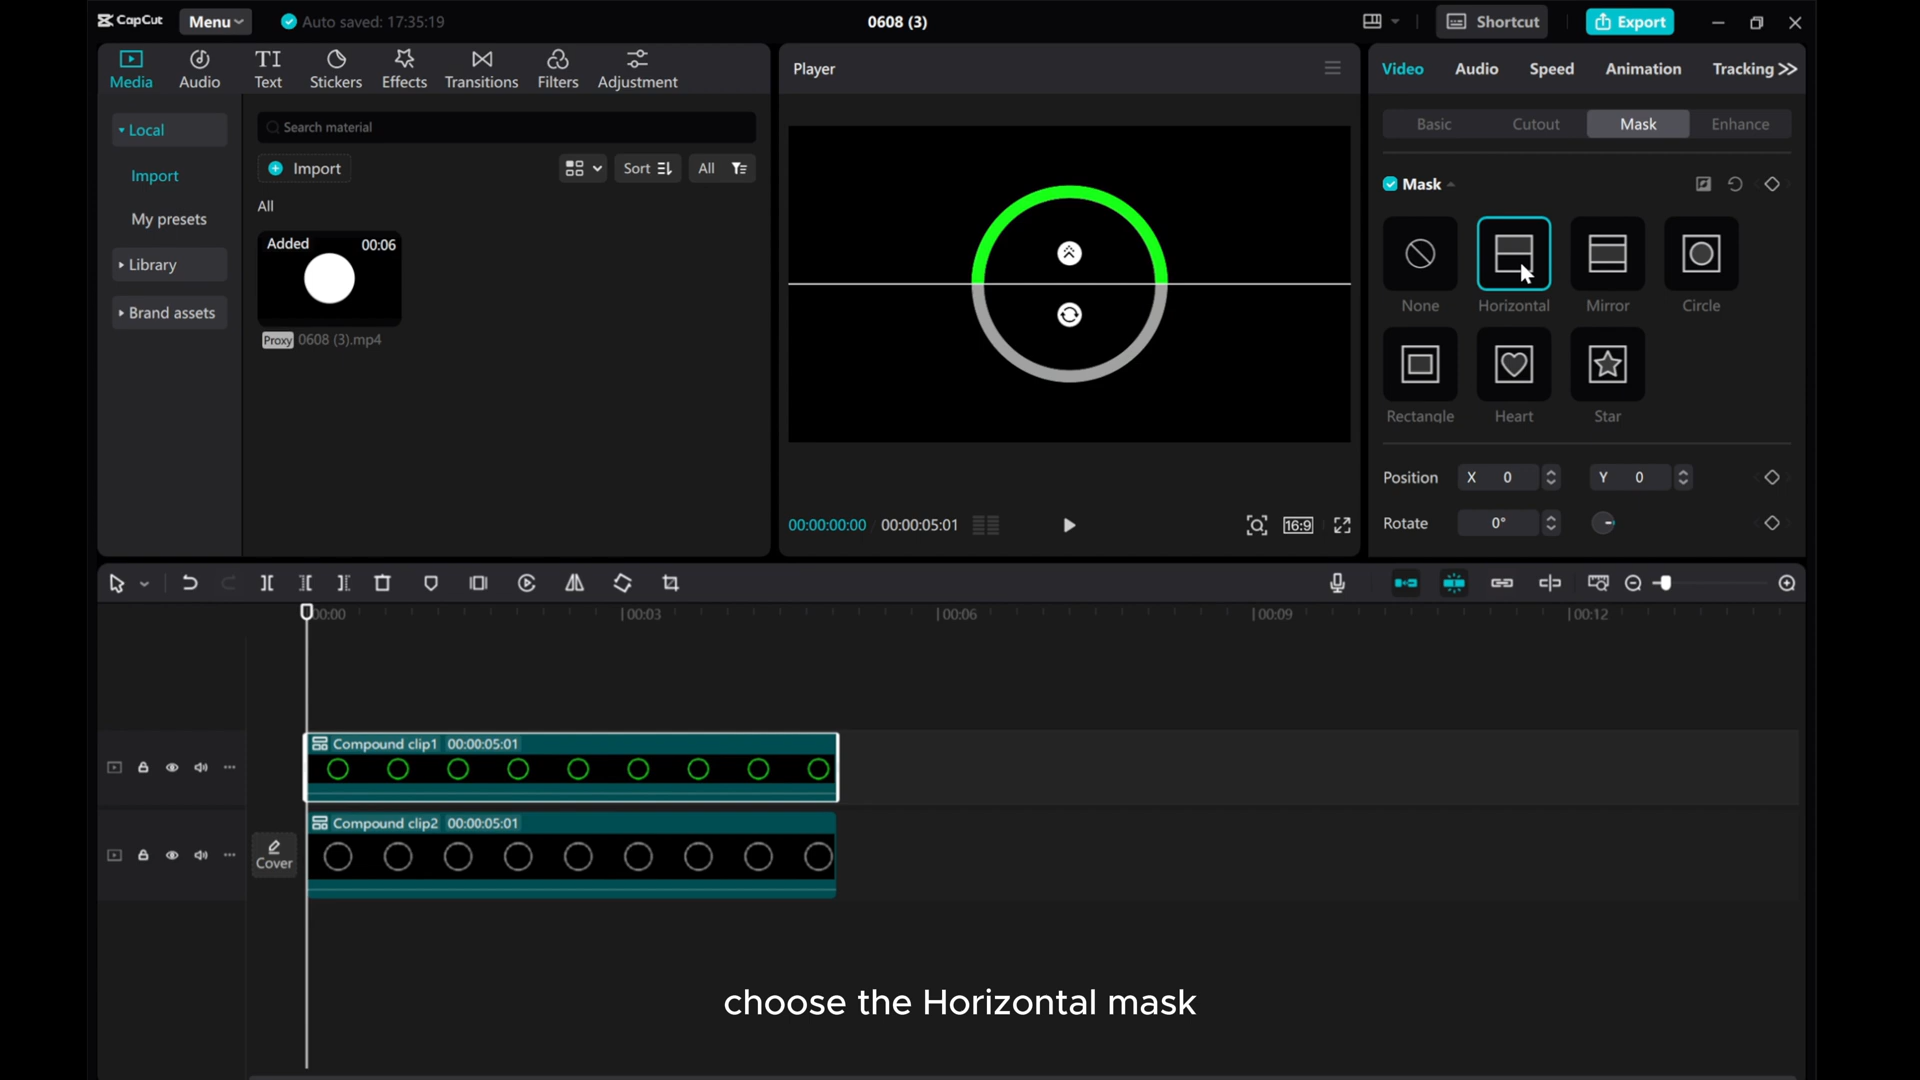 CapCut
Menu
Auto saved: 17:35:19
0608 (3)
Shortcut
Export
Media
Audio
TI
Text
Stickers
Effects
Transitions
Filters
Adjustment
Local
Import
My presets
Library
Brand assets
Search material
Import
Sort
All
All
Added
00:06
Proxy
0608 (3).mp4
Player
00:00:00:00
00:00:05:01
16:9
Video
Audio
Speed
Animation
Tracking
Basic
Cutout
Mask
Enhance
Mask
None
Horizontal
Mirror
Circle
Rectangle
Heart
Star
Position
X 0
Y 0
Rotate
0°
00:00
00:03
00:06
00:09
00:12
Compound clip1 00:00:05:01
Compound clip2 00:00:05:01
Cover
choose the Horizontal mask